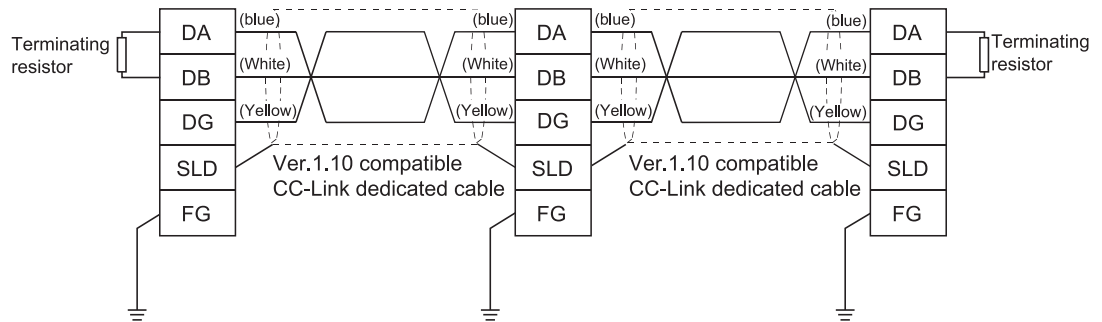 Terminating
resistor
DA
DB
DG
SLD
FG
(blue)
(White)
(Yellow)
(blue)
(White)
(Yellow)
Ver.1.10 compatible
CC-Link dedicated cable
DA
DB
DG
SLD
FG
(blue)
(White)
(Yellow)
(blue)
(White)
(Yellow)
Ver.1.10 compatible
CC-Link dedicated cable
DA
DB
DG
SLD
FG
Terminating
resistor